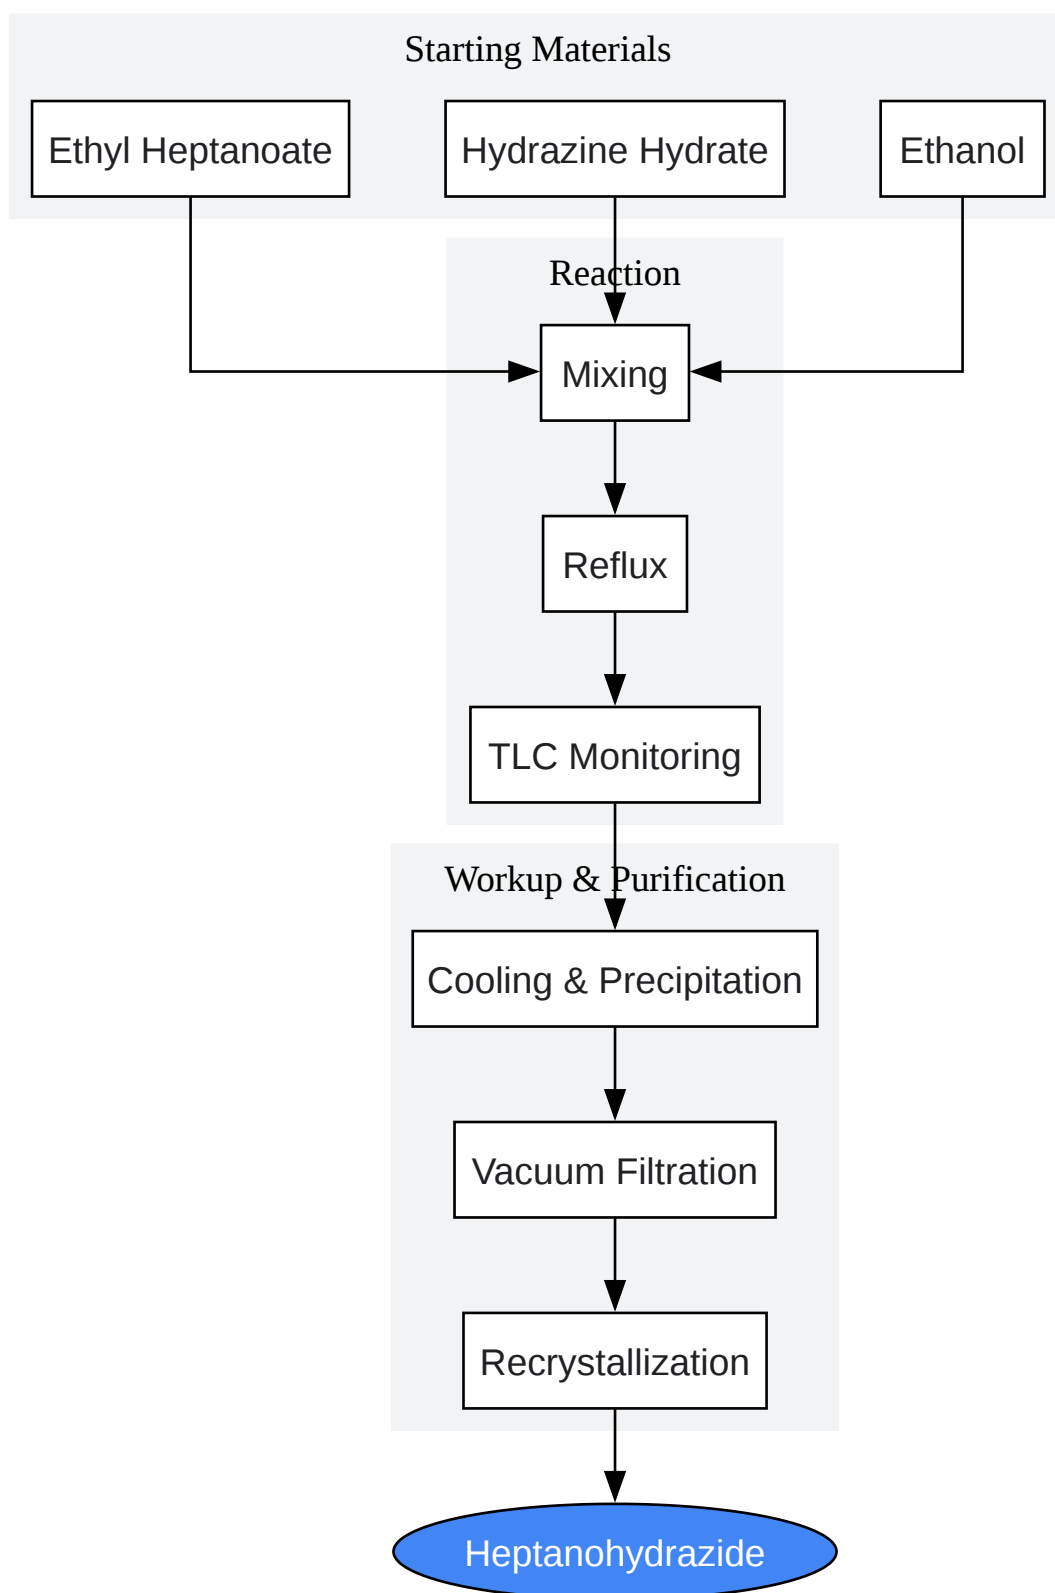 Starting Materials
Ethyl Heptanoate
Hydrazine Hydrate
Ethanol
Reaction
Mixing
Reflux
TLC Monitoring
Workup & Purification
Cooling & Precipitation
Vacuum Filtration
Recrystallization
Heptanohydrazide